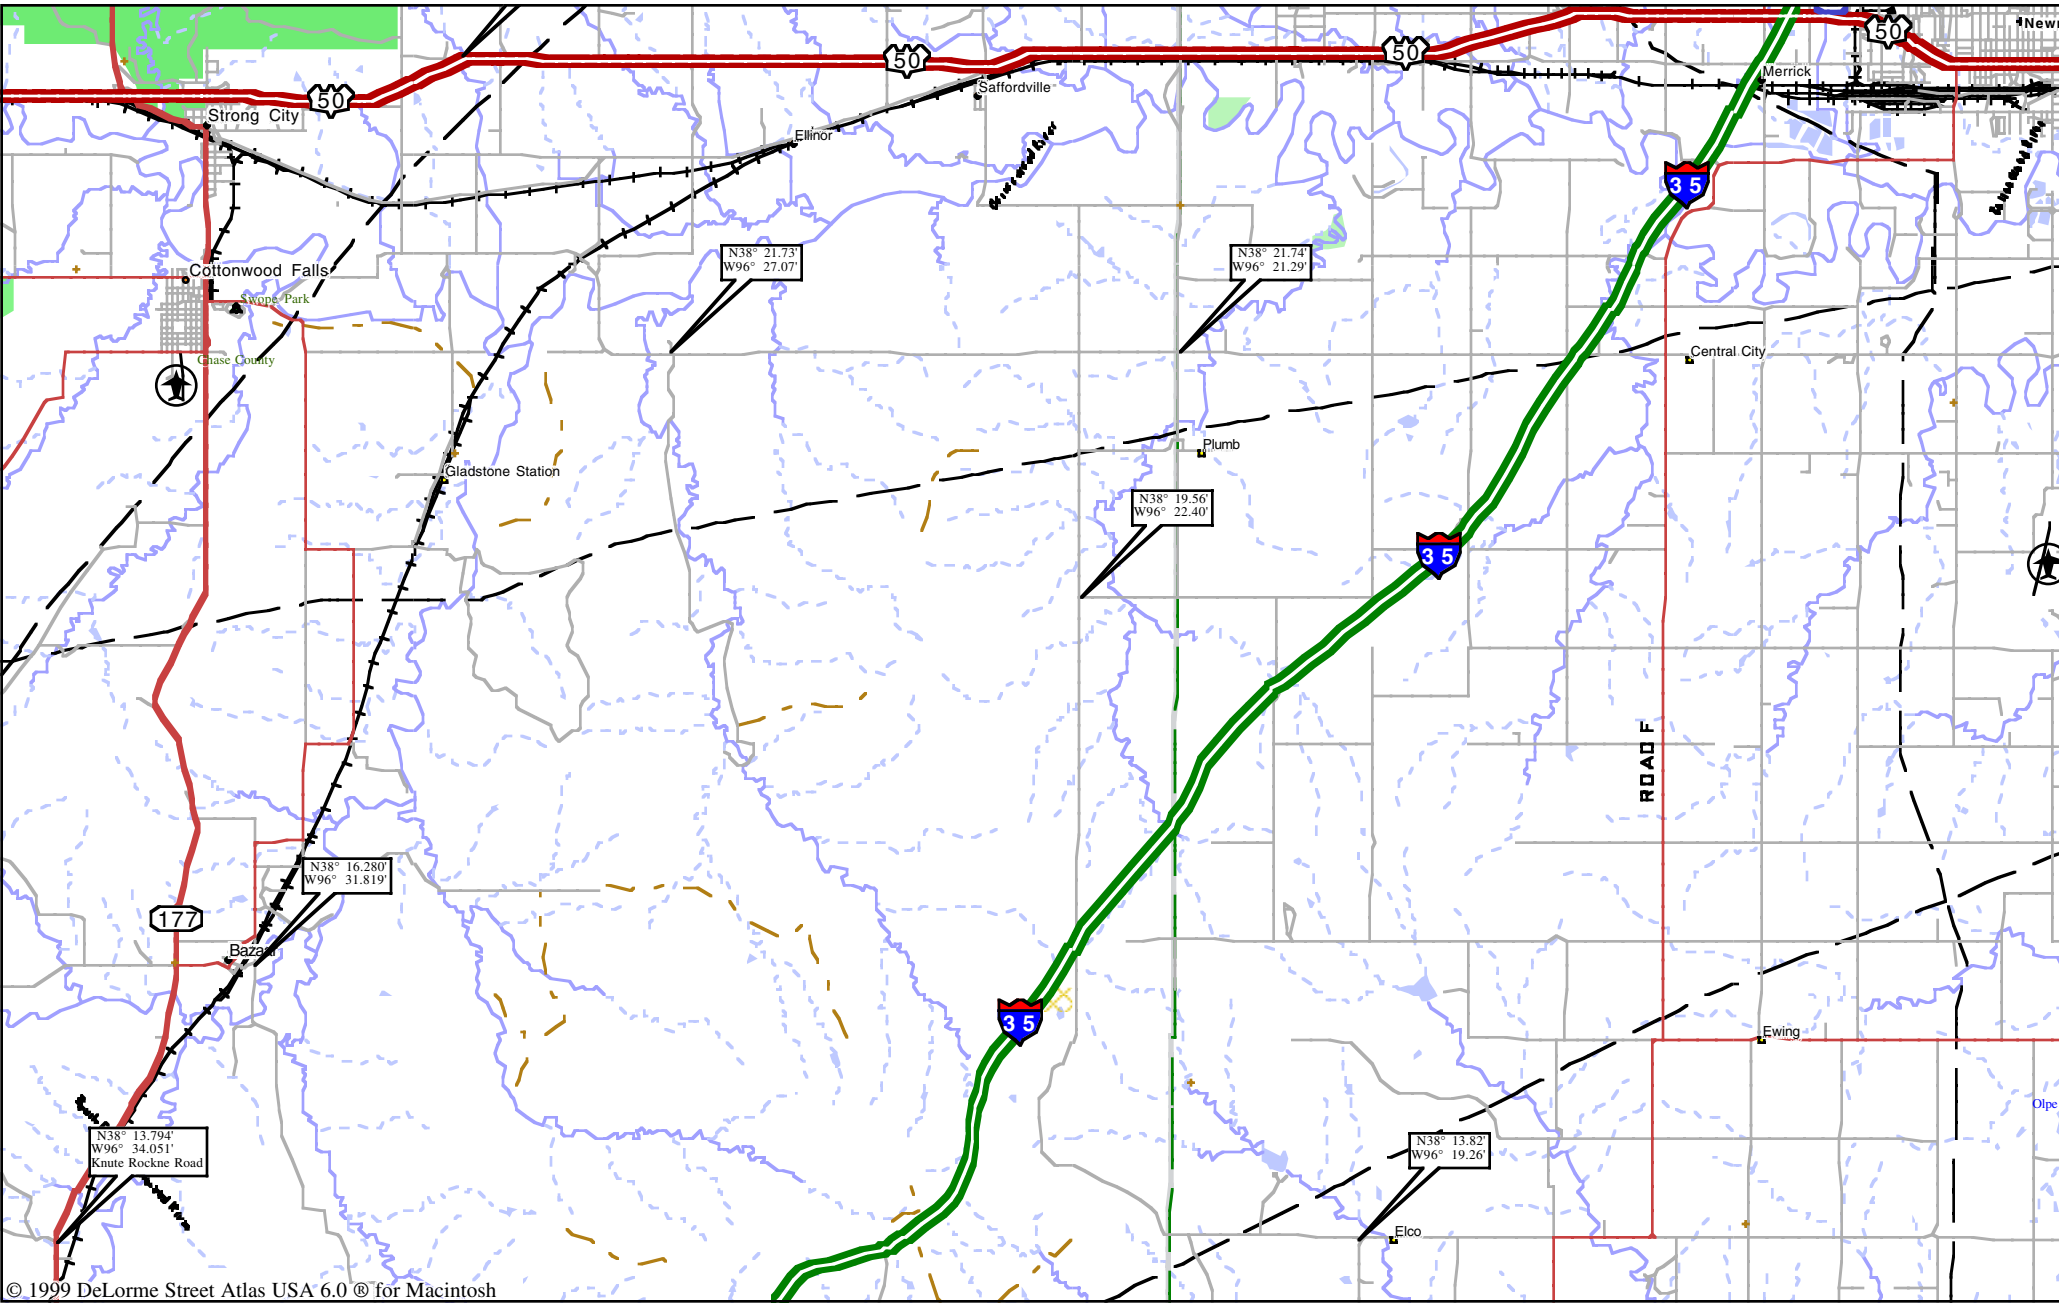 50
50
50
50
New
Merrick
Saffordville
Strong City
Ellinor
35
N38° 21.73'
W96° 27.07'
N38° 21.74'
W96° 21.29'
Cottonwood Falls
Swope Park
Chase County
Central City
Plumb
Gladstone Station
N38° 19.56'
W96° 22.40'
35
ROAD F
N38° 16.280'
W96° 31.819'
177
Bazaar
35
Ewing
Olpe
N38° 13.794'
W96° 34.051'
Knute Rockne Road
N38° 13.82'
W96° 19.26'
Elco
© 1999 DeLorme Street Atlas USA 6.0 ® for Macintosh